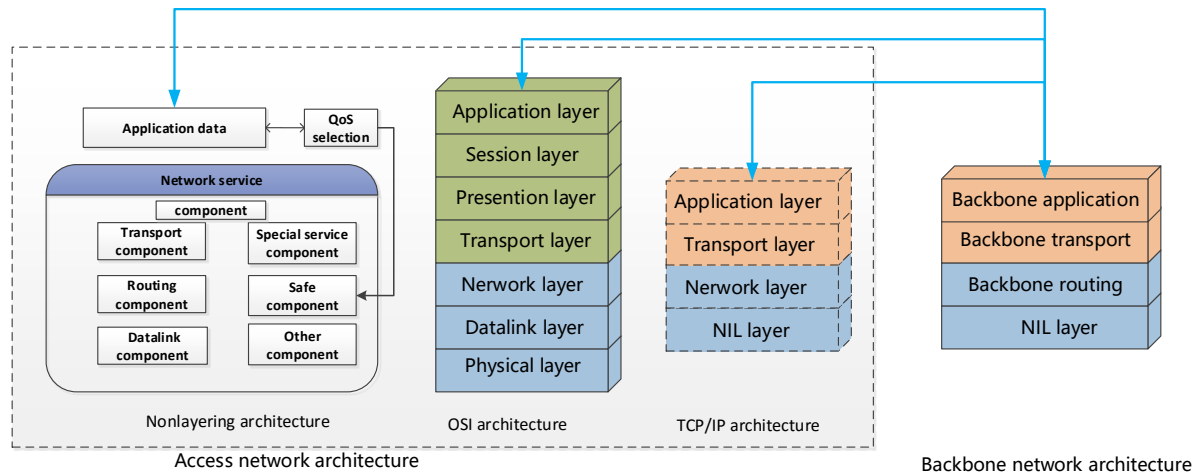 Application data
QoS
selection
Network service
component
Transport
component
Special service
component
Routing
component
Safe
component
Datalink
component
Other
component
Nonlayering architecture
Application layer
Session layer
Presention layer
Transport layer
Nerwork layer
Datalink layer
Physical layer
OSI architecture
Application layer
Transport layer
Nerwork layer
NIL layer
TCP/IP architecture
Access network architecture
Backbone application
Backbone transport
Backbone routing
NIL layer
Backbone network architecture